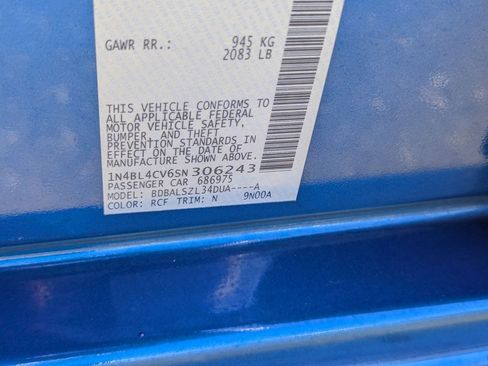 GAWR RR.: 945 KG
2083 LB
THIS VEHICLE CONFORMS TO
ALL APPLICABLE FEDERAL
MOTOR VEHICLE SAFETY,
BUMPER, AND THEFT
PREVENTION STANDARDS IN
EFFECT ON THE DATE OF
MANUFACTURE SHOWN ABOVE.
1N4BL4CV6SN306243
PASSENGER CAR 686975
MODEL: BDBALSZL34DUA----A
COLOR: RCF TRIM: N 9N00A